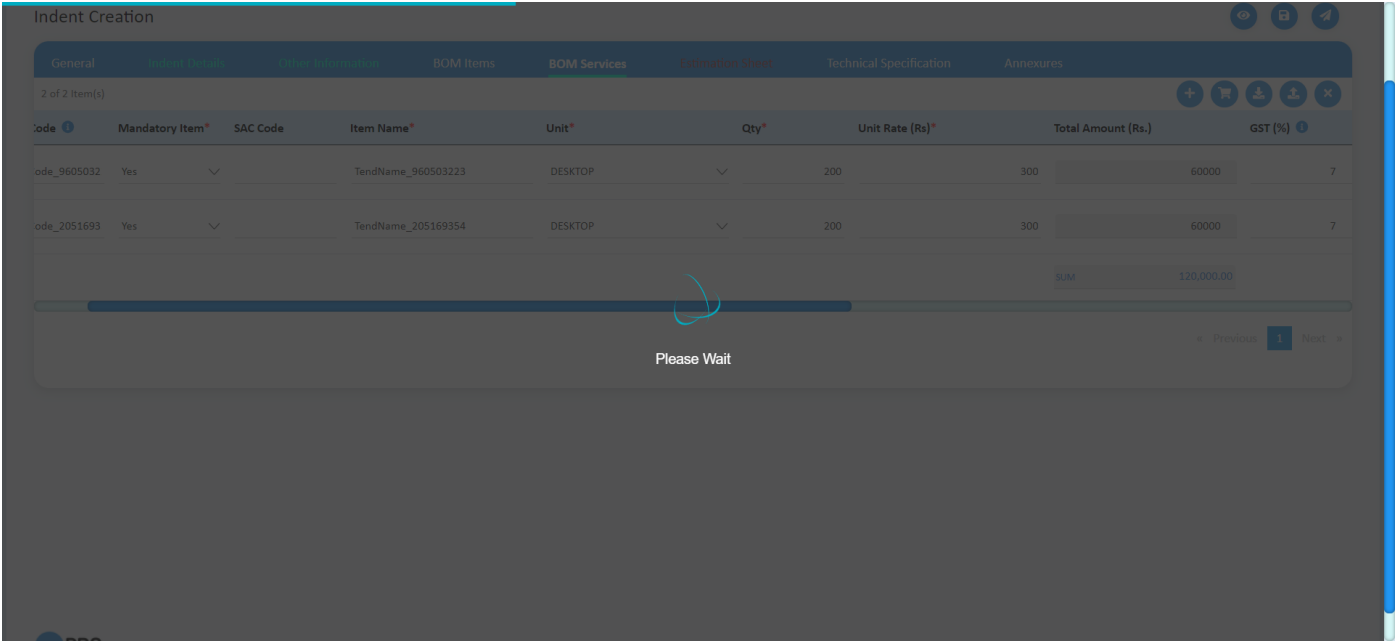 Indent Creation
General Indent Details Other Information BOM Items BOM Services Technical Specification Annexures
2 of 2 Item(s)
Code Mandatory Item* SAC Code Item Name* Unit* Qty* Unit Rate (Rs)* Total Amount (Rs.) GST (%)
ode_9605032 Yes TendName_960503223 DESKTOP 200 300 60000 7
ode_2051693 Yes TendName_205169354 DESKTOP 200 300 60000 7
SUM 120,000.00
« Previous 1 Next »
Please Wait